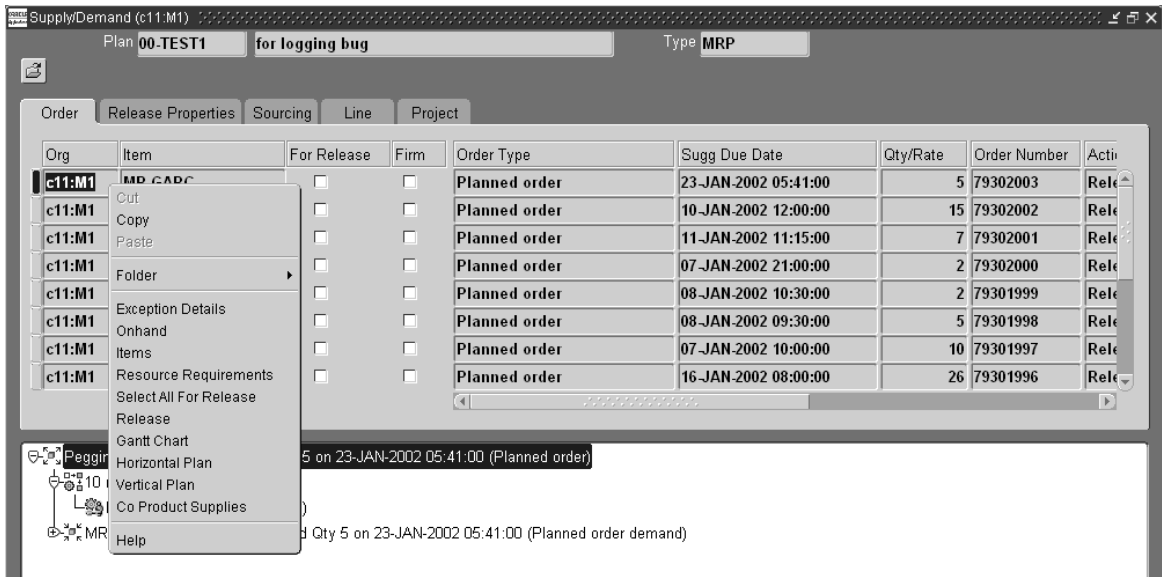 Supply/Demand (c11:M1)
Plan 00-TEST1 for logging bug Type MRP
Order Release Properties Sourcing Line Project
Org Item For Release Firm Order Type Sugg Due Date Qty/Rate Order Number
c11:M1 Planned order 23-JAN-2002 05:41:00 5 79302003
c11:M1 Planned order 10-JAN-2002 12:00:00 15 79302002
c11:M1 Planned order 11-JAN-2002 11:15:00 7 79302001
c11:M1 Planned order 07-JAN-2002 21:00:00 2 79302000
c11:M1 Planned order 08-JAN-2002 10:30:00 2 79301999
c11:M1 Planned order 08-JAN-2002 09:30:00 5 79301998
c11:M1 Planned order 07-JAN-2002 10:00:00 10 79301997
c11:M1 Planned order 16-JAN-2002 08:00:00 26 79301996
Cut
Copy
Paste
Folder
Exception Details
Onhand
Items
Resource Requirements
Select All For Release
Release
Gantt Chart
Horizontal Plan
Vertical Plan
Co Product Supplies
Help
5 on 23-JAN-2002 05:41:00 (Planned order)
10
MR Qty 5 on 23-JAN-2002 05:41:00 (Planned order demand)